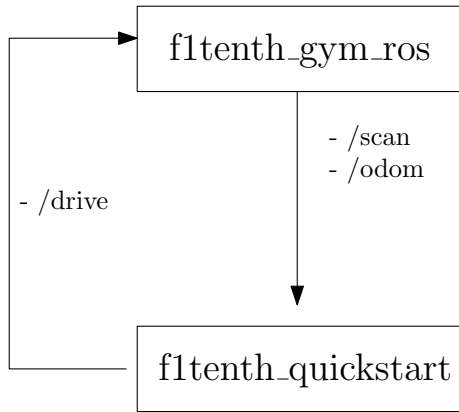 f1tenth_gym_ros
- /scan
- /odom
- /drive
f1tenth_quickstart